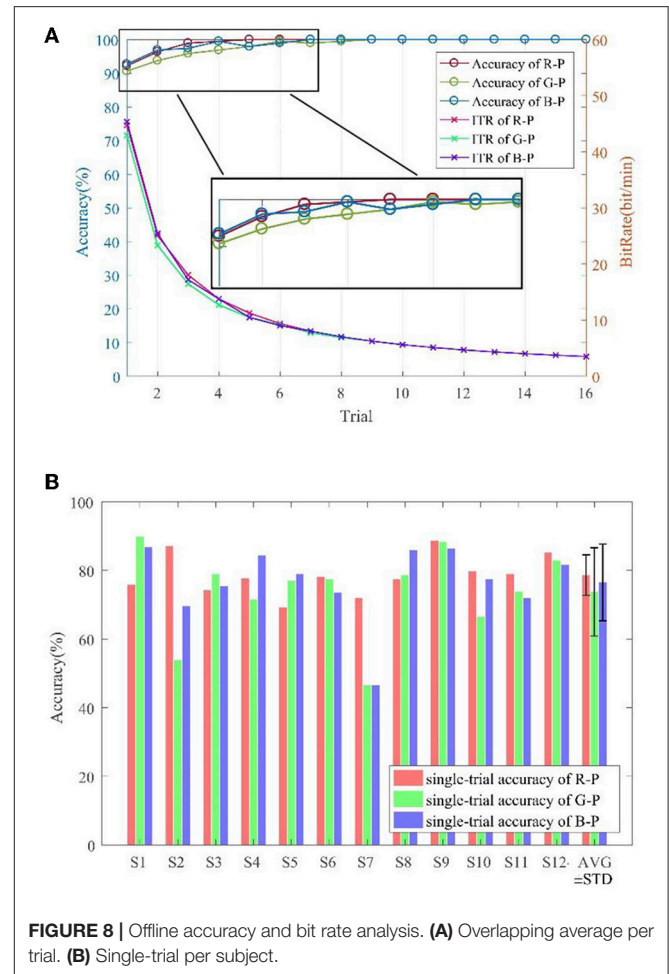 A
100
90
80
70
60
50
40
30
20
10
0
Accuracy(%)
60
50
40
30
20
10
0
BitRate(bit/min)
Accuracy of R-P
Accuracy of G-P
Accuracy of B-P
ITR of R-P
ITR of G-P
ITR of B-P
2 4 6 8 10 12 14 16
Trial
B
100
80
60
40
20
0
Accuracy(%)
single-trial accuracy of R-P
single-trial accuracy of G-P
single-trial accuracy of B-P
S1 S2 S3 S4 S5 S6 S7 S8 S9 S10 S11 S12· AVG
=STD
FIGURE 8 | Offline accuracy and bit rate analysis. (A) Overlapping average per
trial. (B) Single-trial per subject.